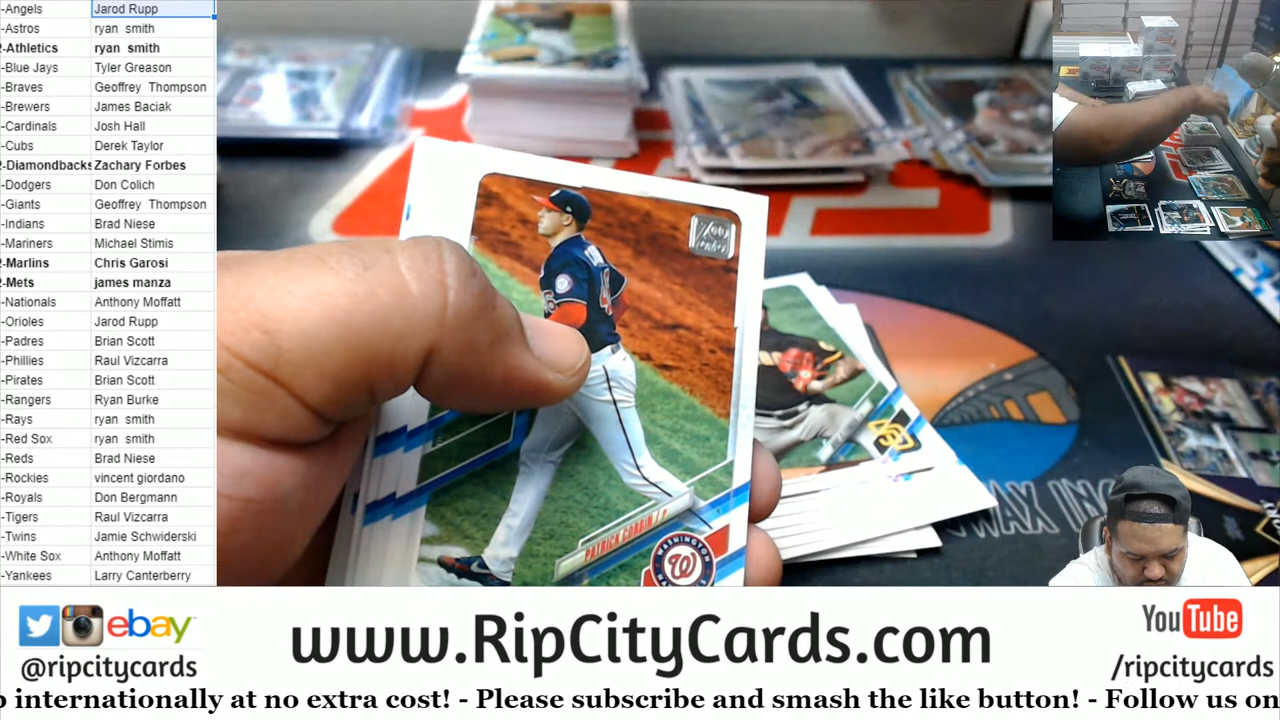 -Angels Jarod Rupp
-Astros ryan smith
2-Athletics ryan smith
-Blue Jays Tyler Greason
-Braves Geoffrey Thompson
-Brewers James Baciak
-Cardinals Josh Hall
-Cubs Derek Taylor
2-Diamondbacks Zachary Forbes
-Dodgers Don Colich
-Giants Geoffrey Thompson
-Indians Brad Niese
-Mariners Michael Stimis
2-Marlins Chris Garosi
2-Mets james manza
-Nationals Anthony Moffatt
-Orioles Jarod Rupp
-Padres Brian Scott
-Phillies Raul Vizcarra
-Pirates Brian Scott
-Rangers Ryan Burke
-Rays ryan smith
-Red Sox ryan smith
-Reds Brad Niese
-Rockies vincent giordano
-Royals Don Bergmann
-Tigers Raul Vizcarra
-Twins Jamie Schwiderski
-White Sox Anthony Moffatt
-Yankees Larry Canterberry
70
PATRICK CORBIN / P
WASHINGTON
W
SD
WAX INC
ebay
@ripcitycards
www.RipCityCards.com
YouTube
/ripcitycards
internationally at no extra cost! - Please subscribe and smash the like button! - Follow us on